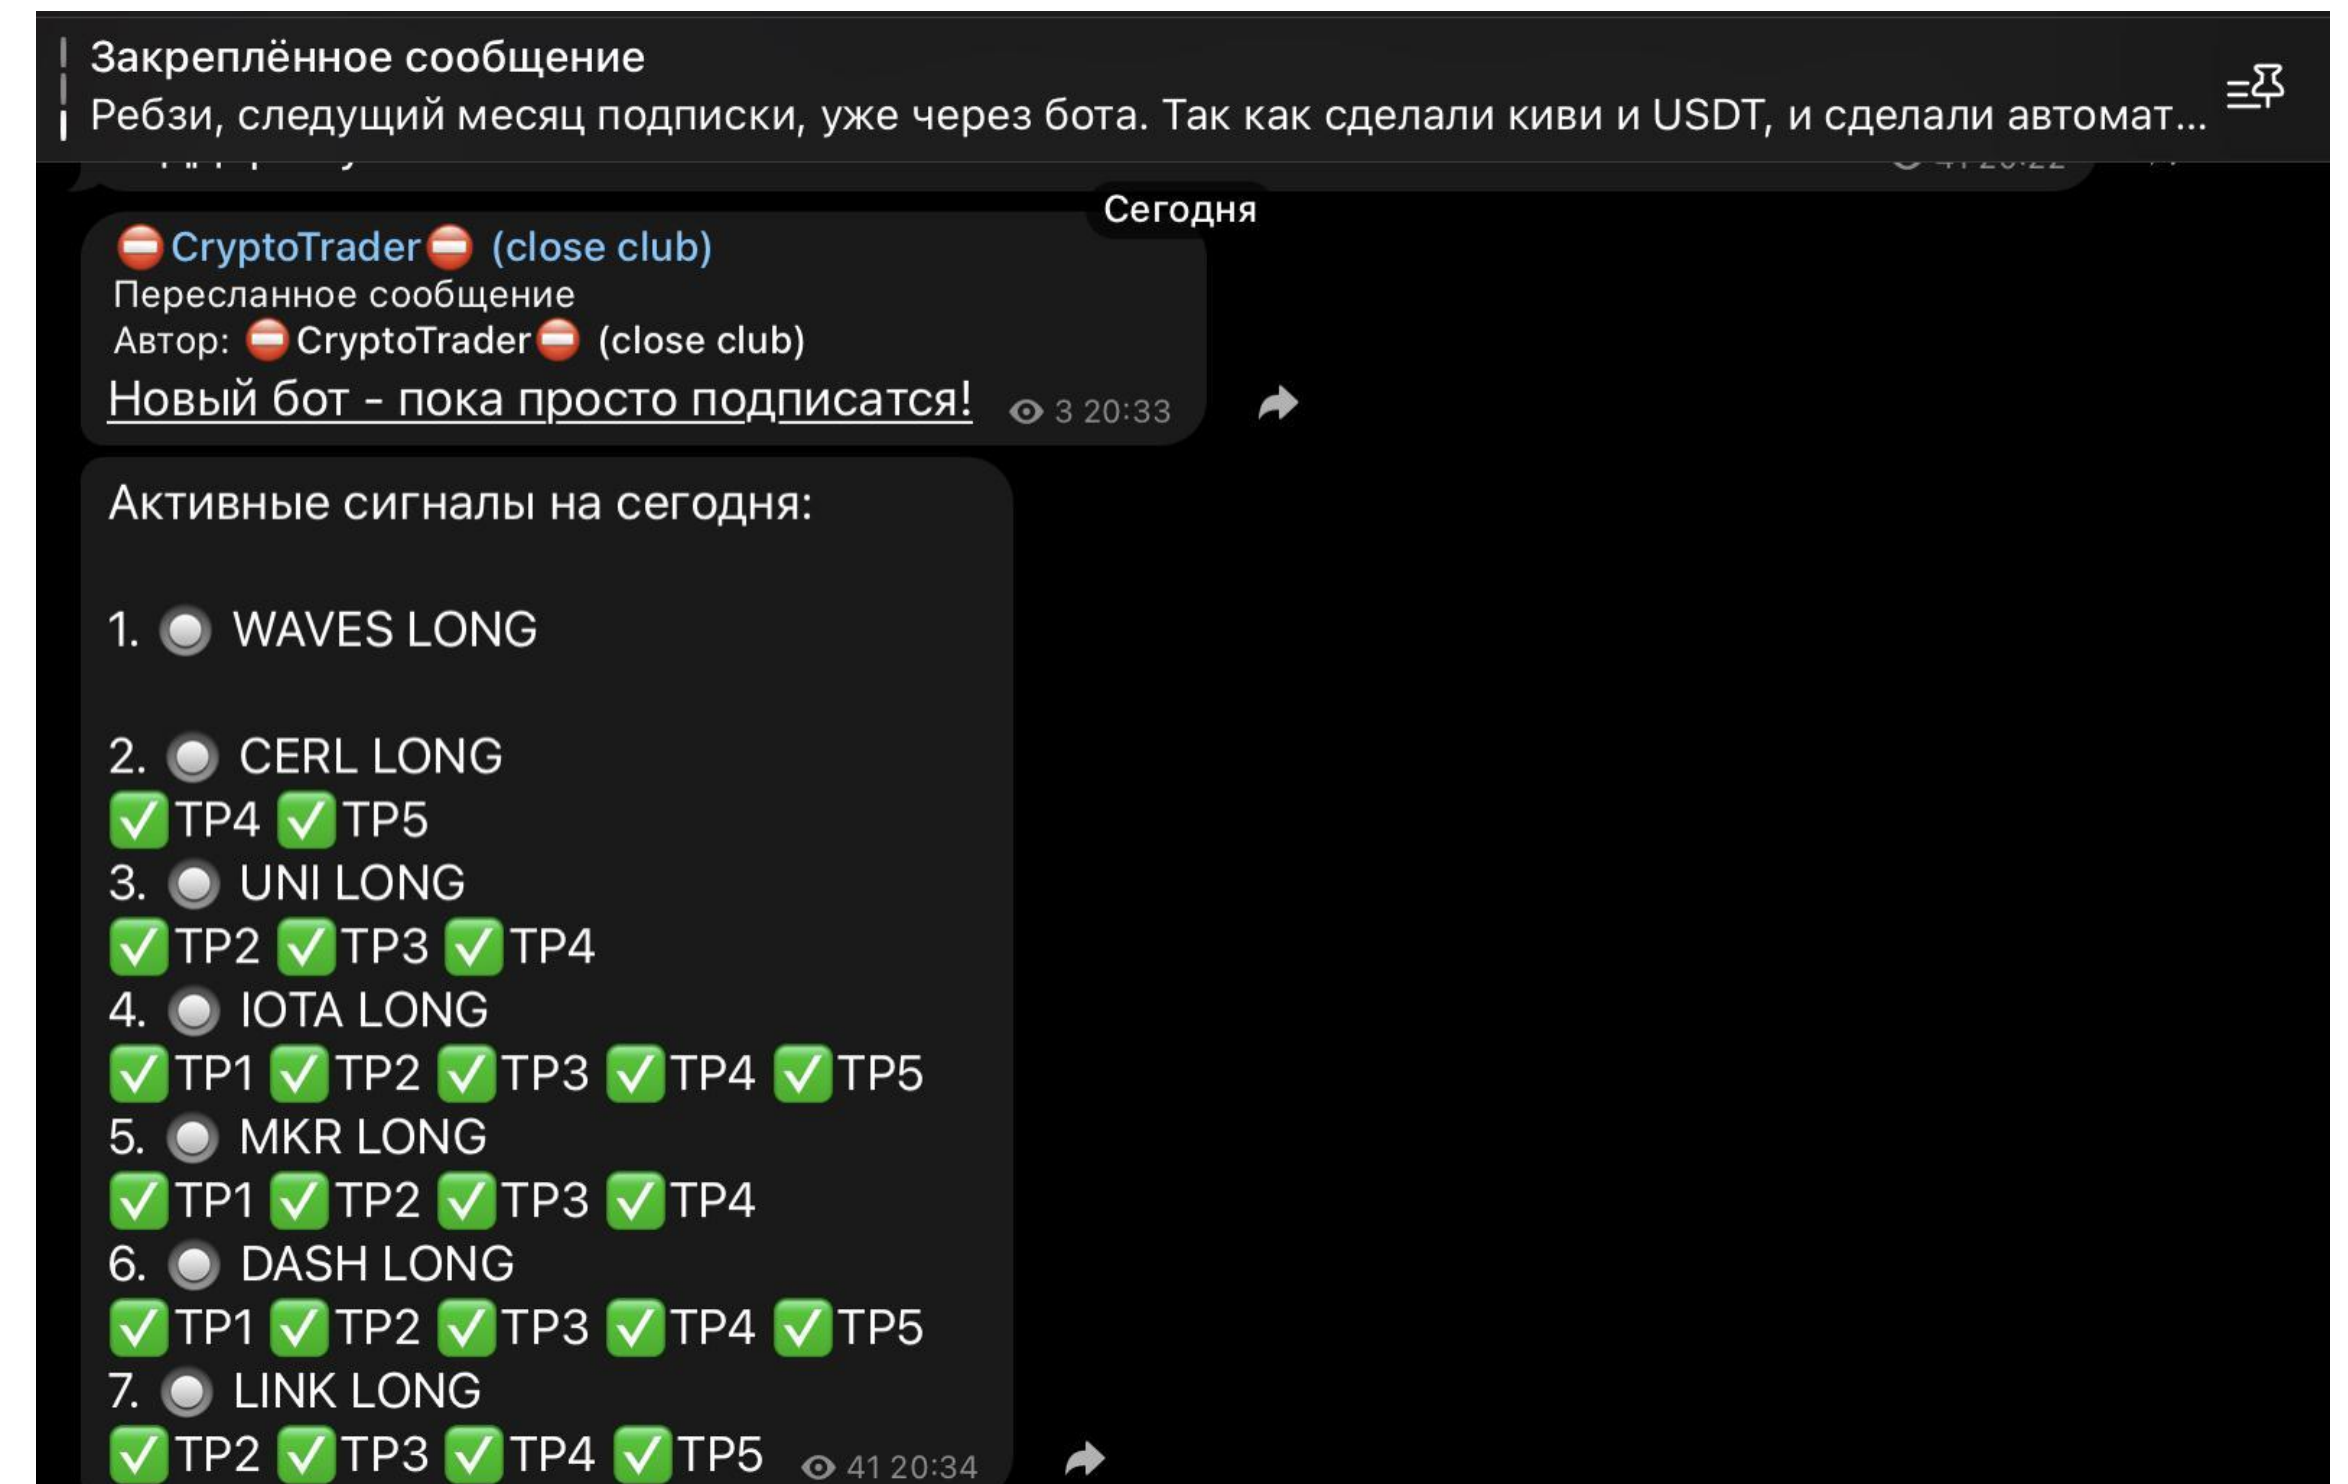 Закреплённое сообщение
Ребзи, следущий месяц подписки, уже через бота. Так как сделали киви и USDT, и сделали автомат...
Сегодня
⛔CryptoTrader⛔ (close club)
Пересланное сообщение
Автор: ⛔CryptoTrader⛔ (close club)
Новый бот - пока просто подписатся! 3 20:33
Активные сигналы на сегодня:
1. 🔘 WAVES LONG
2. 🔘 CERL LONG
✅TP4 ✅TP5
3. 🔘 UNI LONG
✅TP2 ✅TP3 ✅TP4
4. 🔘 IOTA LONG
✅TP1 ✅TP2 ✅TP3 ✅TP4 ✅TP5
5. 🔘 MKR LONG
✅TP1 ✅TP2 ✅TP3 ✅TP4
6. 🔘 DASH LONG
✅TP1 ✅TP2 ✅TP3 ✅TP4 ✅TP5
7. 🔘 LINK LONG
✅TP2 ✅TP3 ✅TP4 ✅TP5 41 20:34